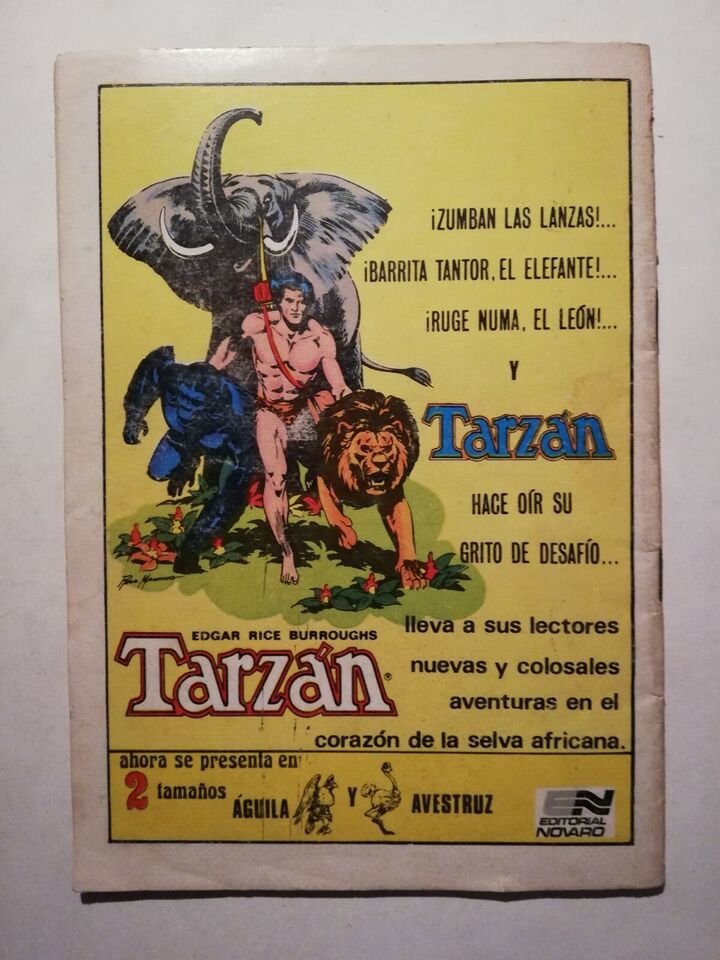 ¡ZUMBAN LAS LANZAS!...
¡BARRITA TANTOR, EL ELEFANTE!...
¡RUGE NUMA, EL LEÓN!...
Y
Tarzán
HACE OÍR SU
GRITO DE DESAFÍO...
EDGAR RICE BURROUGHS
Tarzán®
lleva a sus lectores
nuevas y colosales
aventuras en el
corazón de la selva africana.
ahora se presenta en
2 tamaños
ÁGUILA Y AVESTRUZ
EN
EDITORIAL
NOVARO